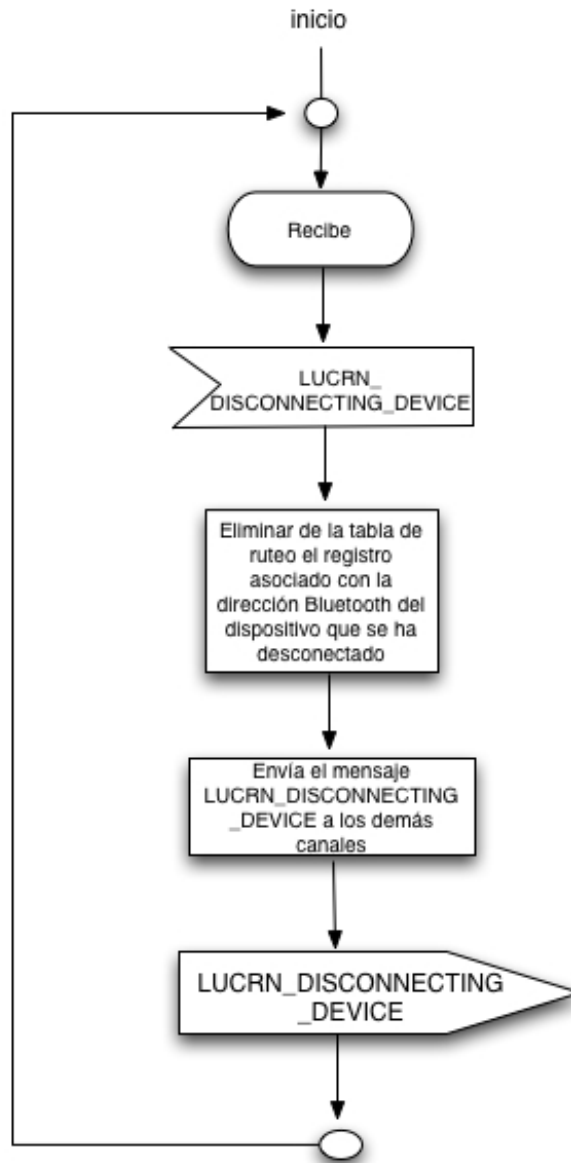 inicio
Recibe
LUCRN_
DISCONNECTING_DEVICE
Eliminar de la tabla de
ruteo el registro
asociado con la
dirección Bluetooth del
dispositivo que se ha
desconectado
Envía el mensaje
LUCRN_DISCONNECTING
_DEVICE a los demás
canales
LUCRN_DISCONNECTING
_DEVICE